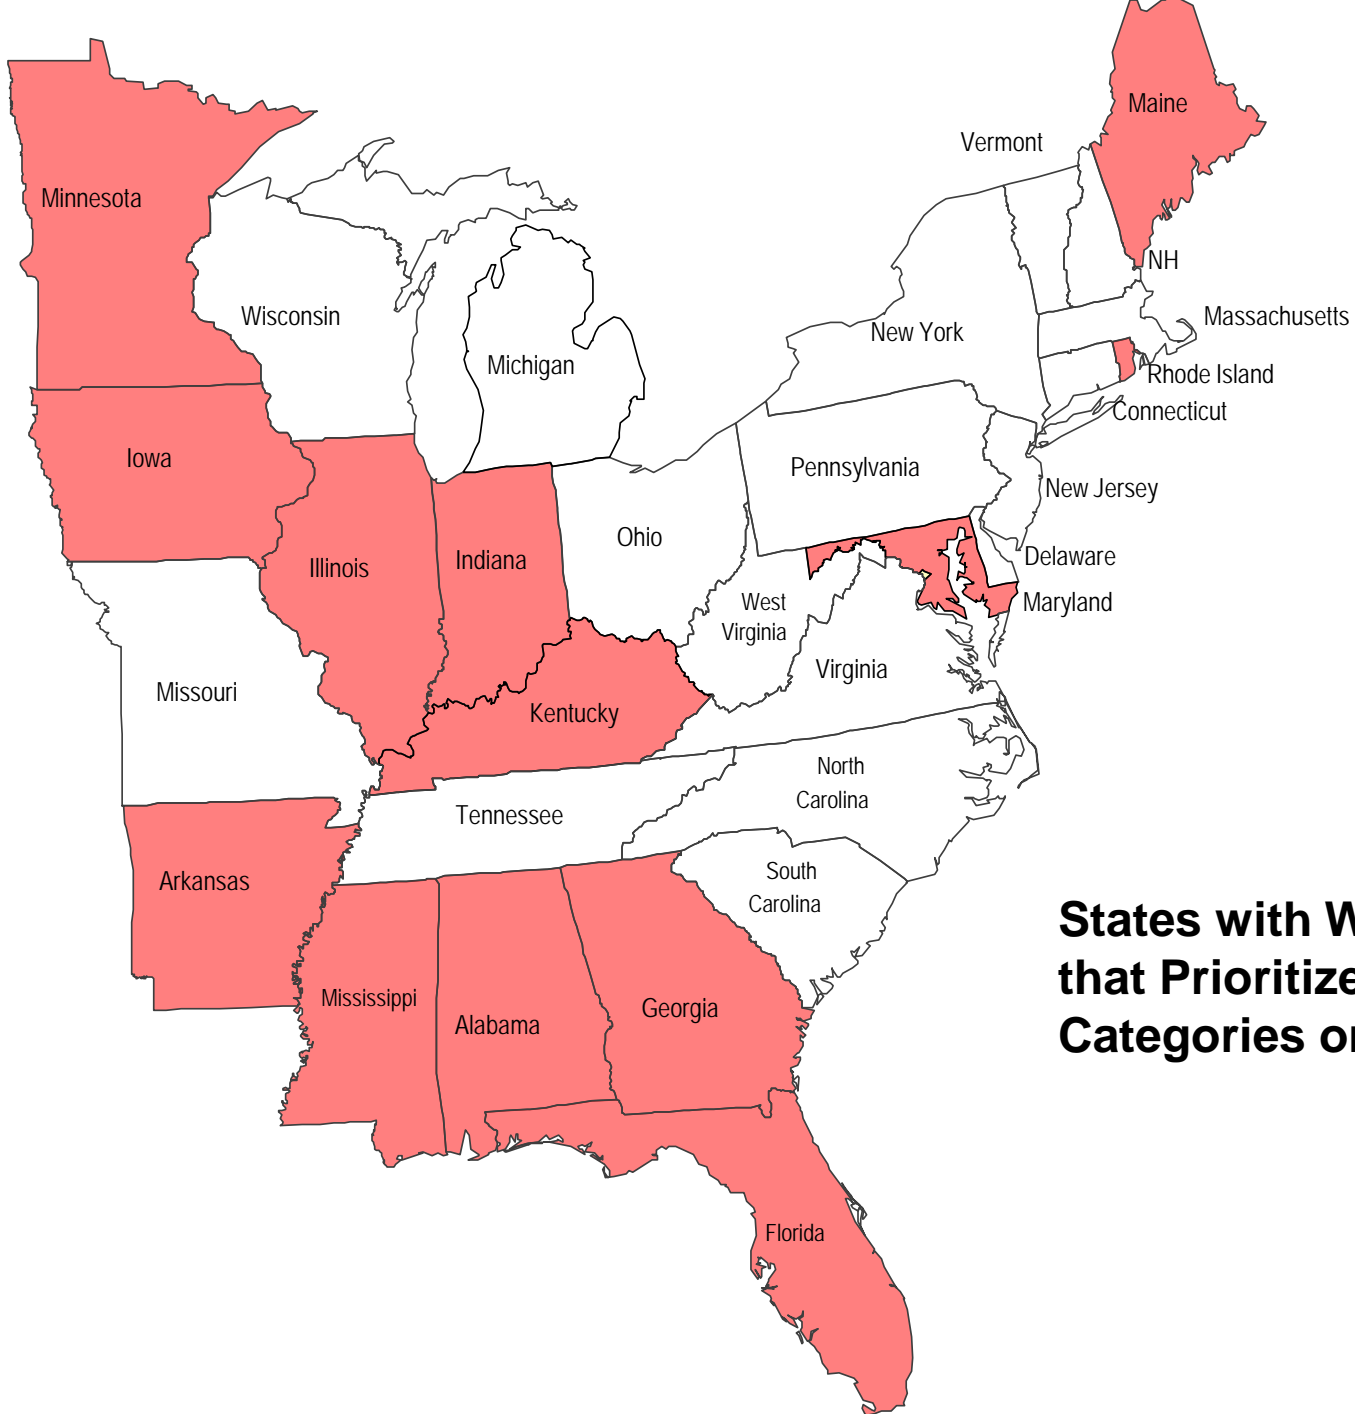 Maine
Vermont
Minnesota
NH
Wisconsin
Massachusetts
New York
Michigan
Rhode Island
Connecticut
Iowa
Pennsylvania
New Jersey
Ohio
Indiana
Illinois
Delaware
West
Virginia
Maryland
Virginia
Missouri
Kentucky
North
Carolina
Tennessee
South
Carolina
Arkansas
States with W
that Prioritize
Categories or
Mississippi
Georgia
Alabama
Florida